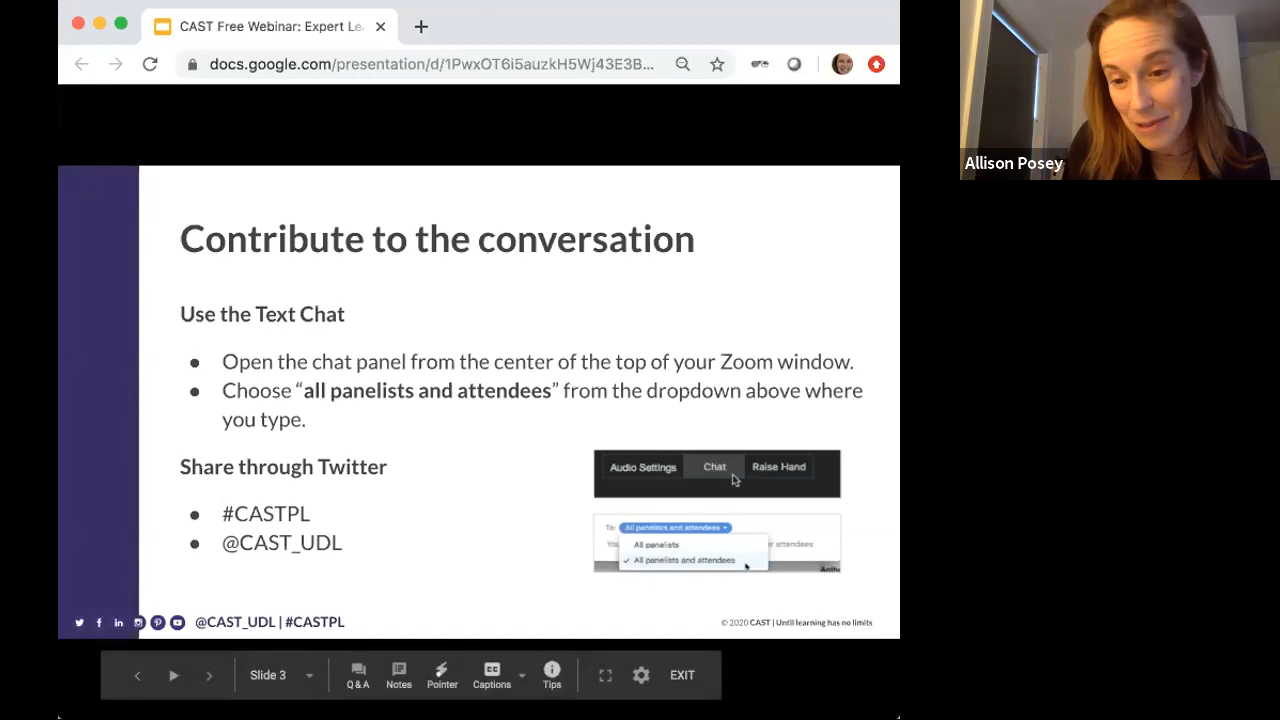 CAST Free Webinar: Expert Le
docs.google.com/presentation/d/1PwxOT6i5auzkH5Wj43E3B...
Allison Posey
Contribute to the conversation
Use the Text Chat
● Open the chat panel from the center of the top of your Zoom window.
● Choose “all panelists and attendees” from the dropdown above where
you type.
Share through Twitter
● #CASTPL
● @CAST_UDL
Audio Settings Chat Raise Hand
To: All panelists and attendees
All panelists
You er attendees
All panelists and attendees
@CAST_UDL | #CASTPL
© 2020 CAST | Until learning has no limits
Slide 3
Q & A Notes Pointer Captions Tips
EXIT